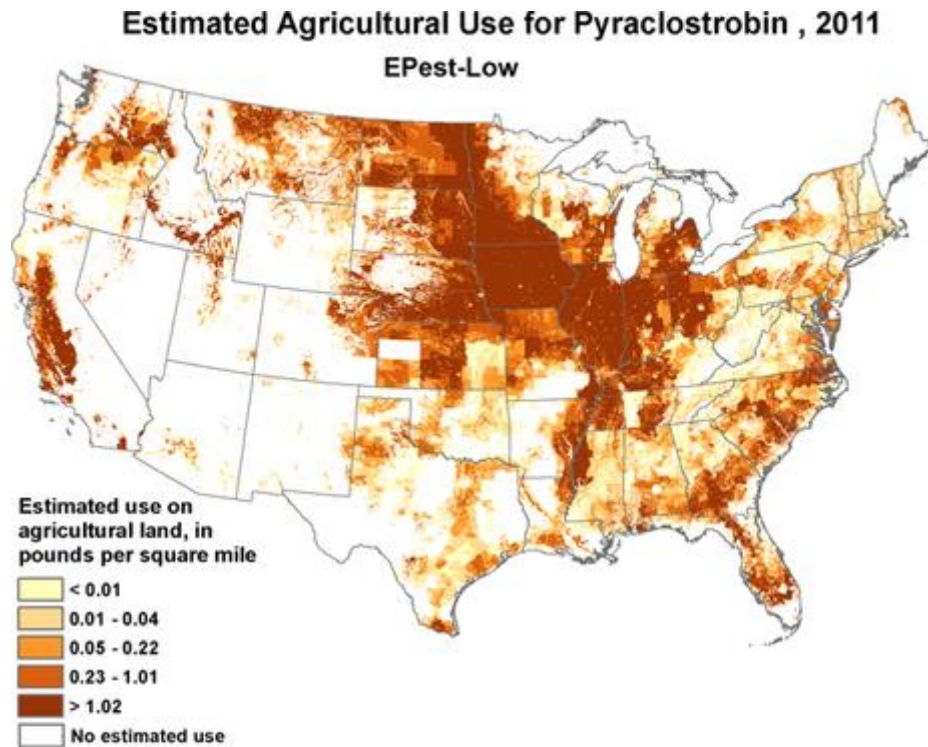 Estimated Agricultural Use for Pyraclostrobin , 2011
EPest-Low
Estimated use on
agricultural land, in
pounds per square mile
< 0.01
0.01 - 0.04
0.05 - 0.22
0.23 - 1.01
> 1.02
No estimated use